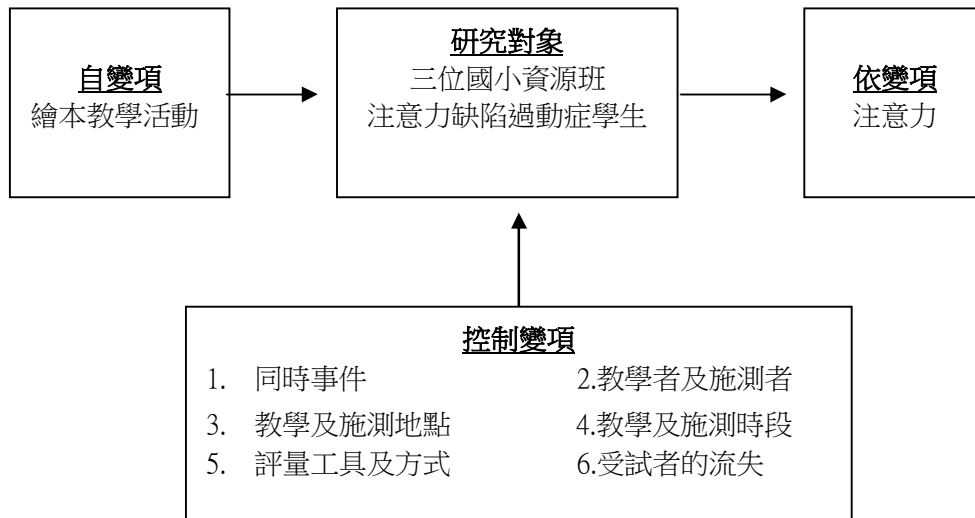 自變項
繪本教學活動
研究對象
三位國小資源班
注意力缺陷過動症學生
依變項
注意力
控制變項
1. 同時事件 2.教學者及施測者
3. 教學及施測地點 4.教學及施測時段
5. 評量工具及方式 6.受試者的流失